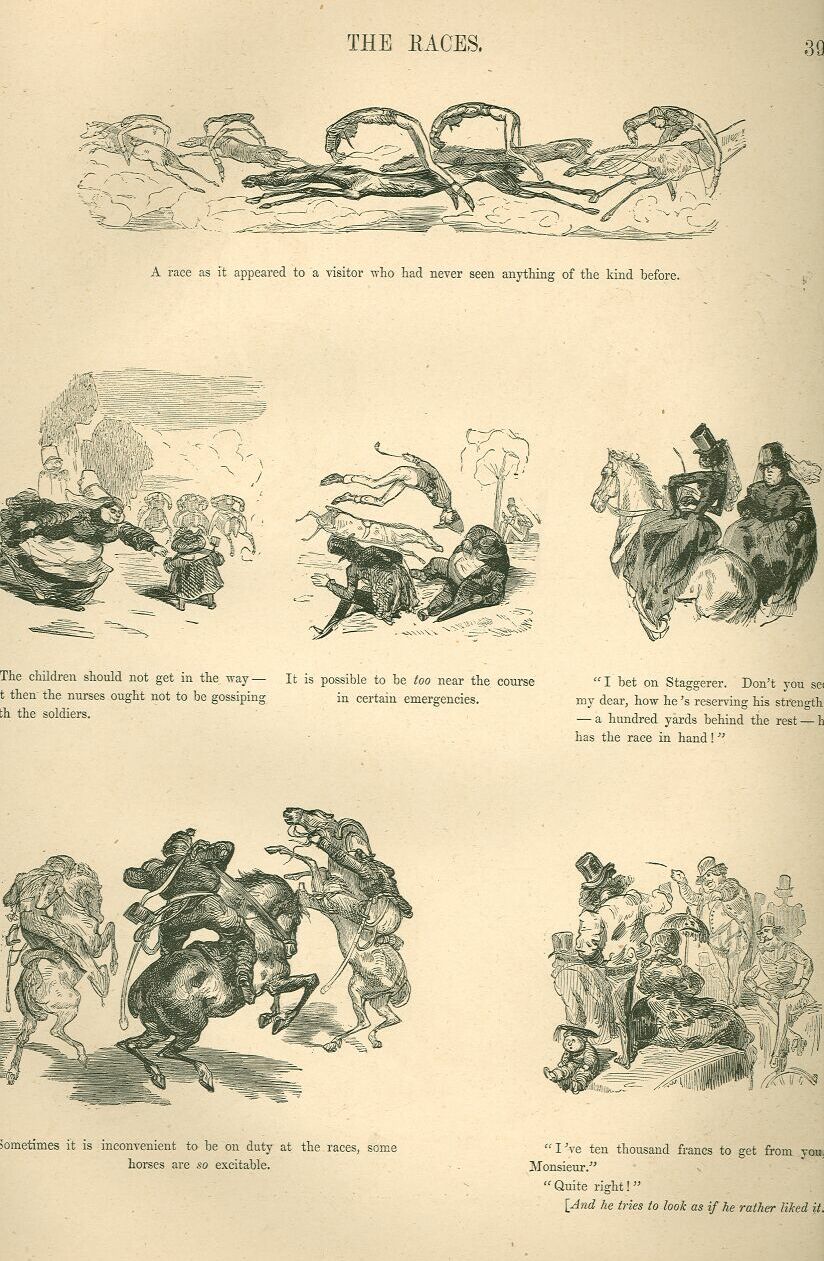 THE RACES.
39
A race as it appeared to a visitor who had never seen anything of the kind before.
The children should not get in the way—
t then the nurses ought not to be gossiping
th the soldiers.
It is possible to be too near the course
in certain emergencies.
"I bet on Staggerer. Don't you see
my dear, how he's reserving his strength
—a hundred yards behind the rest—h
has the race in hand!"
Sometimes it is inconvenient to be on duty at the races, some
horses are so excitable.
"I've ten thousand francs to get from you,
Monsieur."
"Quite right!"
[And he tries to look as if he rather liked it.